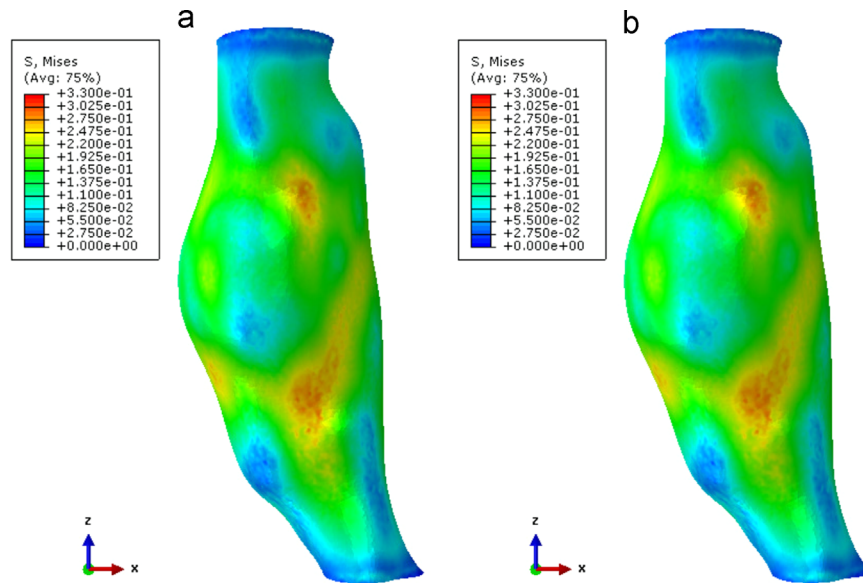 a
S, Mises
(Avg: 75%)
+3.300e-01
+3.025e-01
+2.750e-01
+2.475e-01
+2.200e-01
+1.925e-01
+1.650e-01
+1.375e-01
+1.100e-01
+8.250e-02
+5.500e-02
+2.750e-02
+0.000e+00
z
x
b
S, Mises
(Avg: 75%)
+3.300e-01
+3.025e-01
+2.750e-01
+2.475e-01
+2.200e-01
+1.925e-01
+1.650e-01
+1.375e-01
+1.100e-01
+8.250e-02
+5.500e-02
+2.750e-02
+0.000e+00
z
x